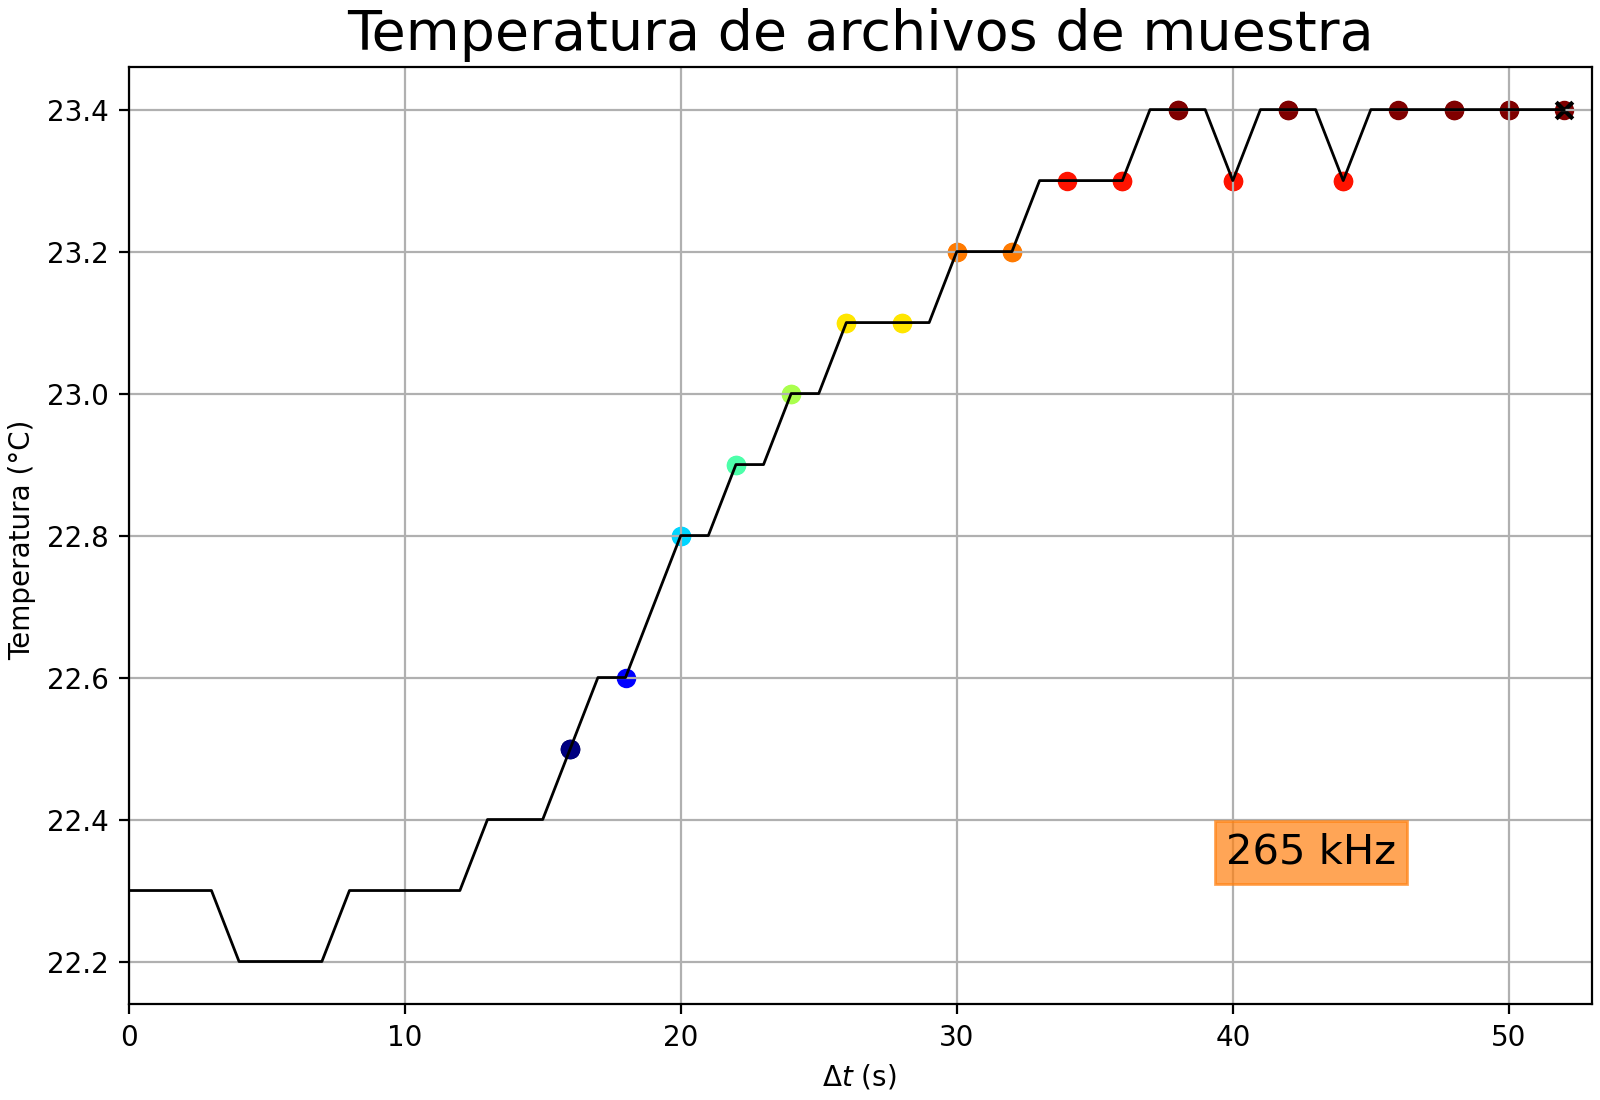 Temperatura de archivos de muestra
Temperatura (°C)
23.4
23.2
23.0
22.8
22.6
22.4
22.2
265 kHz
0 10 20 30 40 50
Δt (s)